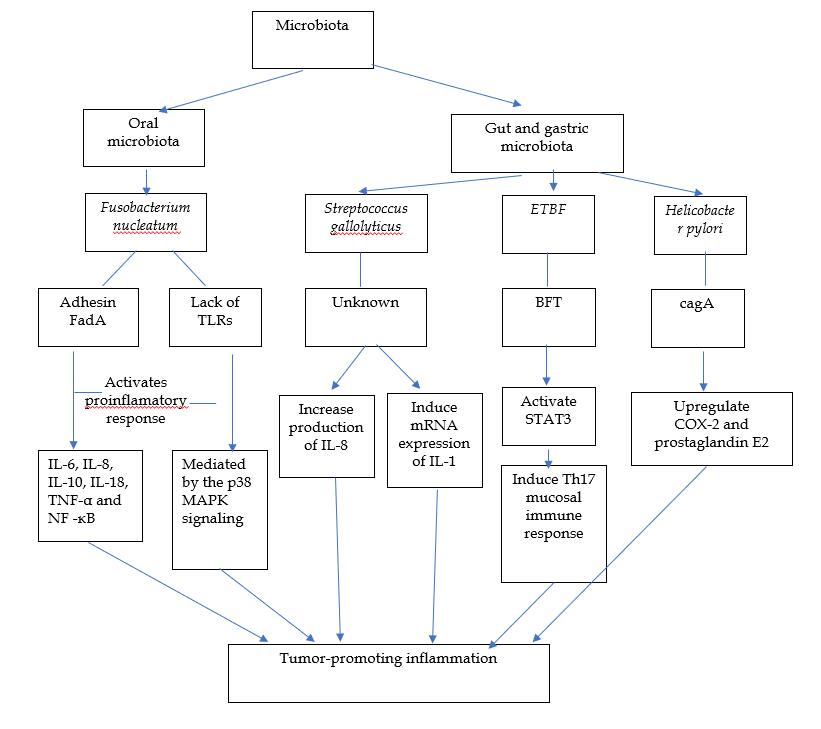 Microbiota
Oral
microbiota
Gut and gastric
microbiota
Fusobacterium
nucleatum
Streptococcus
gallolyticus
ETBF
Helicobacte
r pylori
Adhesin
FadA
Lack of
TLRs
Unknown
BFT
cagA
Activates
proinflamatory
response
Increase
production
of IL-8
Induce
mRNA
expression
of IL-1
Activate
STAT3
Upregulate
COX-2 and
prostaglandin E2
IL-6, IL-8,
IL-10, IL-18,
TNF-α and
NF -κB
Mediated
by the p38
MAPK
signaling
Induce Th17
mucosal
immune
response
Tumor-promoting inflammation